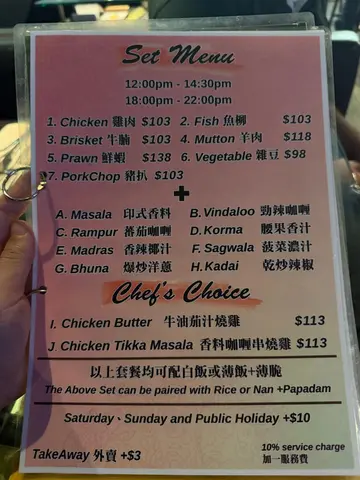 Set Menu
12:00pm - 14:30pm
18:00pm - 22:00pm
1. Chicken 雞肉 $103 2. Fish 魚柳 $103
3. Brisket 牛腩 $103 4. Mutton 羊肉 $118
5. Prawn 鮮蝦 $138 6. Vegetable 雜豆 $98
7. PorkChop 豬扒 $103
+
A. Masala 印式香料 B. Vindaloo 勁辣咖喱
C. Rampur 蕃茄咖喱 D. Korma 腰果香汁
E. Madras 香辣椰汁 F. Sagwala 菠菜濃汁
G. Bhuna 爆炒洋蔥 H. Kadai 乾炒辣椒
Chef's Choice
I. Chicken Butter 牛油茄汁燒雞 $113
J Chicken Tikka Masala 香料咖喱串燒雞 $113
以上套餐均可配白飯或薄餅+薄脆
The Above Set can be paired with Rice or Nan +Papadam
Saturday、Sunday and Public Holiday +$10
10% service charge
TakeAway 外賣 +$3 加一服務費